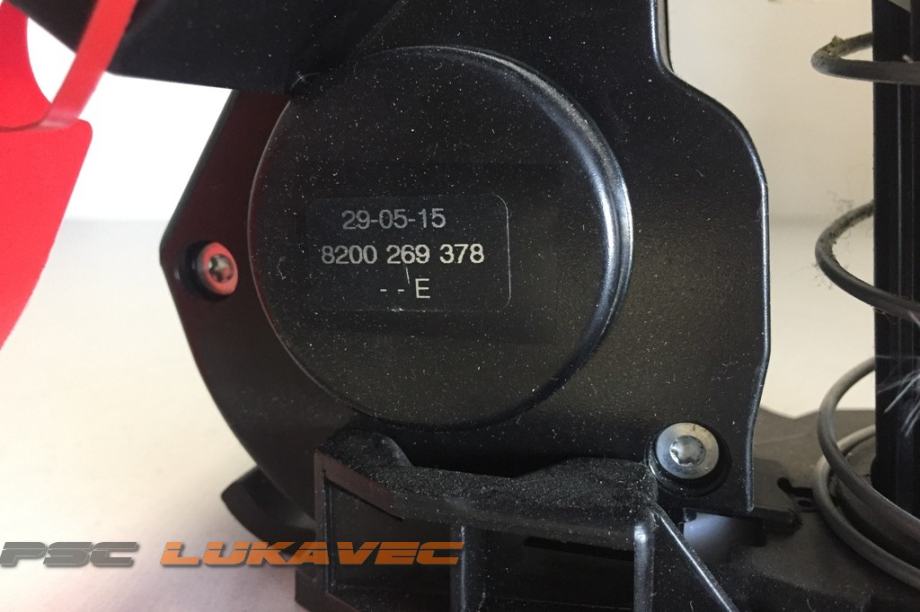 29-05-15
8200 269 378
- - E
PSC LUKAVEC